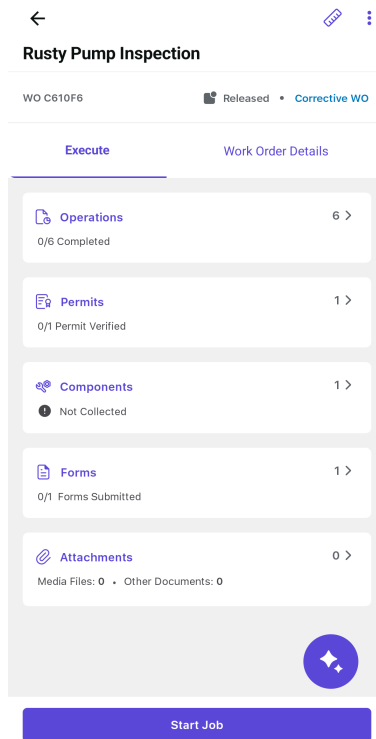 Rusty Pump Inspection
WO C610F6 Released • Corrective WO
Execute Work Order Details
Operations 6
0/6 Completed
Permits 1
0/1 Permit Verified
Components 1
Not Collected
Forms 1
0/1 Forms Submitted
Attachments 0
Media Files: 0 • Other Documents: 0
Start Job